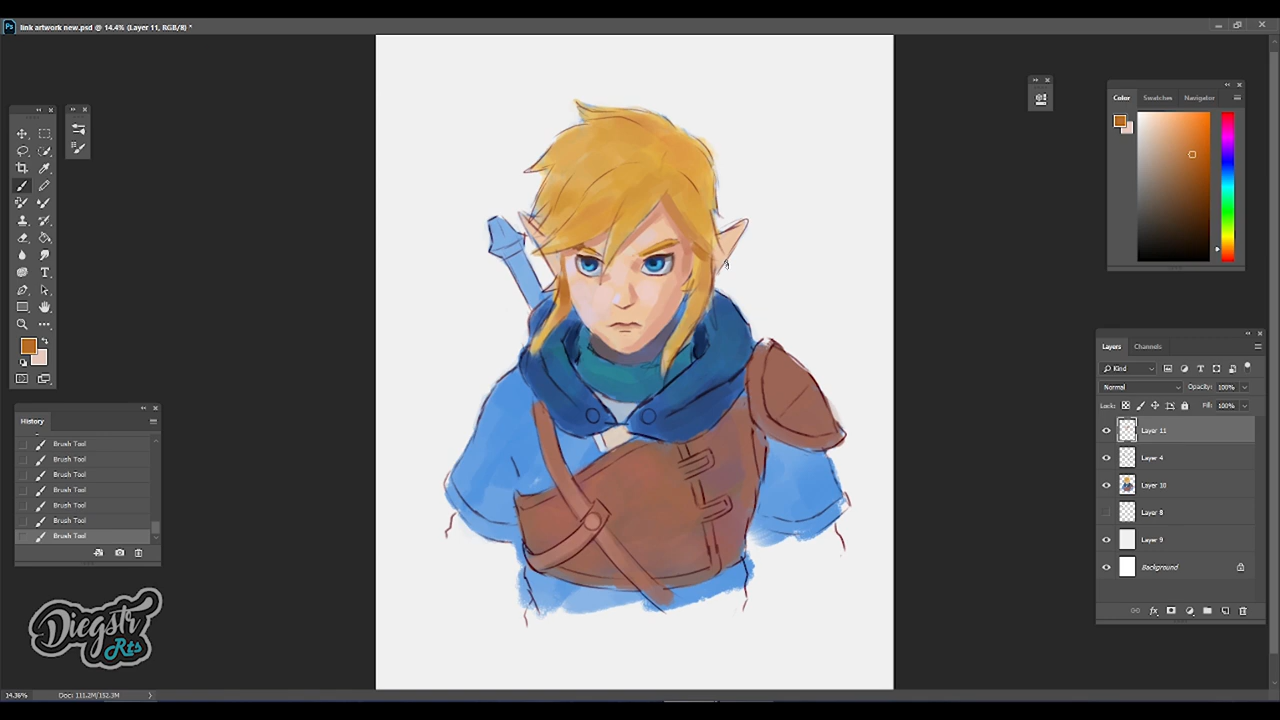 Ps link artwork new.psd @ 14.4% (Layer 11, RGB/8) *
Color Swatches Navigator
History
Brush Tool
Brush Tool
Brush Tool
Brush Tool
Brush Tool
Brush Tool
Brush Tool
Layers Channels
Kind
Normal Opacity: 100%
Lock: Fill: 100%
Layer 11
Layer 4
Layer 10
Layer 8
Layer 9
Background
Diegstr
Rts
14.36% Doc: 111.2M/152.3M